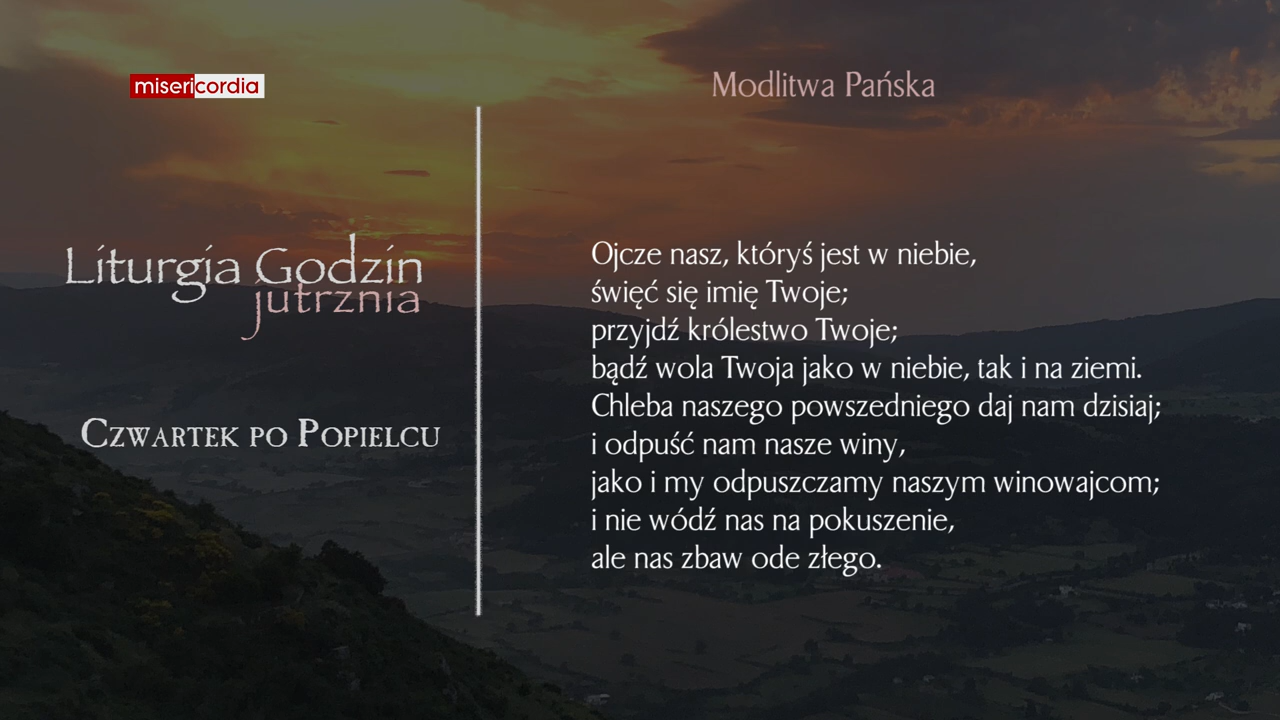 misericordia
Liturgia Godzin
jutrznia
Czwartek po Popielcu
Modlitwa Pańska
Ojcze nasz, któryś jest w niebie,
święć się imię Twoje;
przyjdź królestwo Twoje;
bądź wola Twoja jako w niebie, tak i na ziemi.
Chleba naszego powszedniego daj nam dzisiaj;
i odpuść nam nasze winy,
jako i my odpuszczamy naszym winowajcom;
i nie wódź nas na pokuszenie,
ale nas zbaw ode złego.